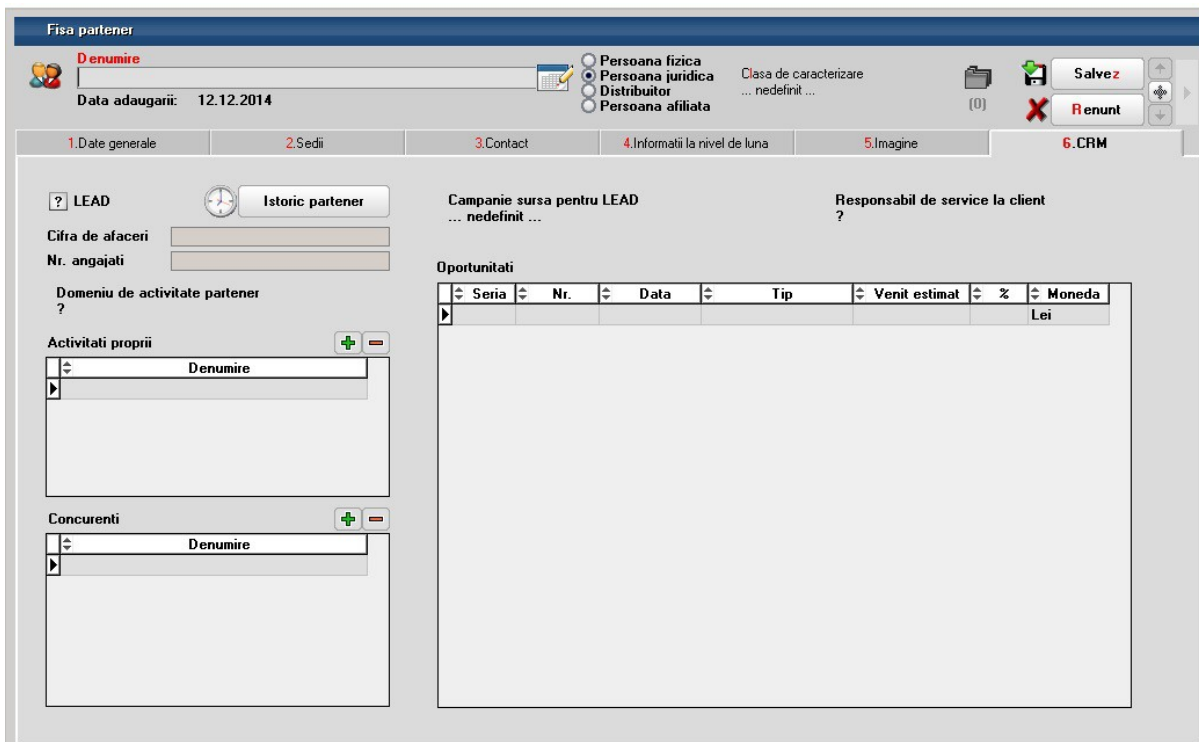 Fisa partener
Denumire
Data adaugarii: 12.12.2014
Persoana fizica
Persoana juridica
Distribuitor
Persoana afiliata
Clasa de caracterizare
... nedefinit ...
(0)
Salvez
Renunt
1.Date generale 2.Sedii 3.Contact 4.Informatii la nivel de luna 5.Imagine 6.CRM
? LEAD
Istoric partener
Cifra de afaceri
Nr. angajati
Domeniu de activitate partener
?
Activitati proprii
Denumire
Concurenti
Denumire
Campanie sursa pentru LEAD
... nedefinit ...
Responsabil de service la client
?
Oportunitati
Seria Nr. Data Tip Venit estimat % Moneda
Lei